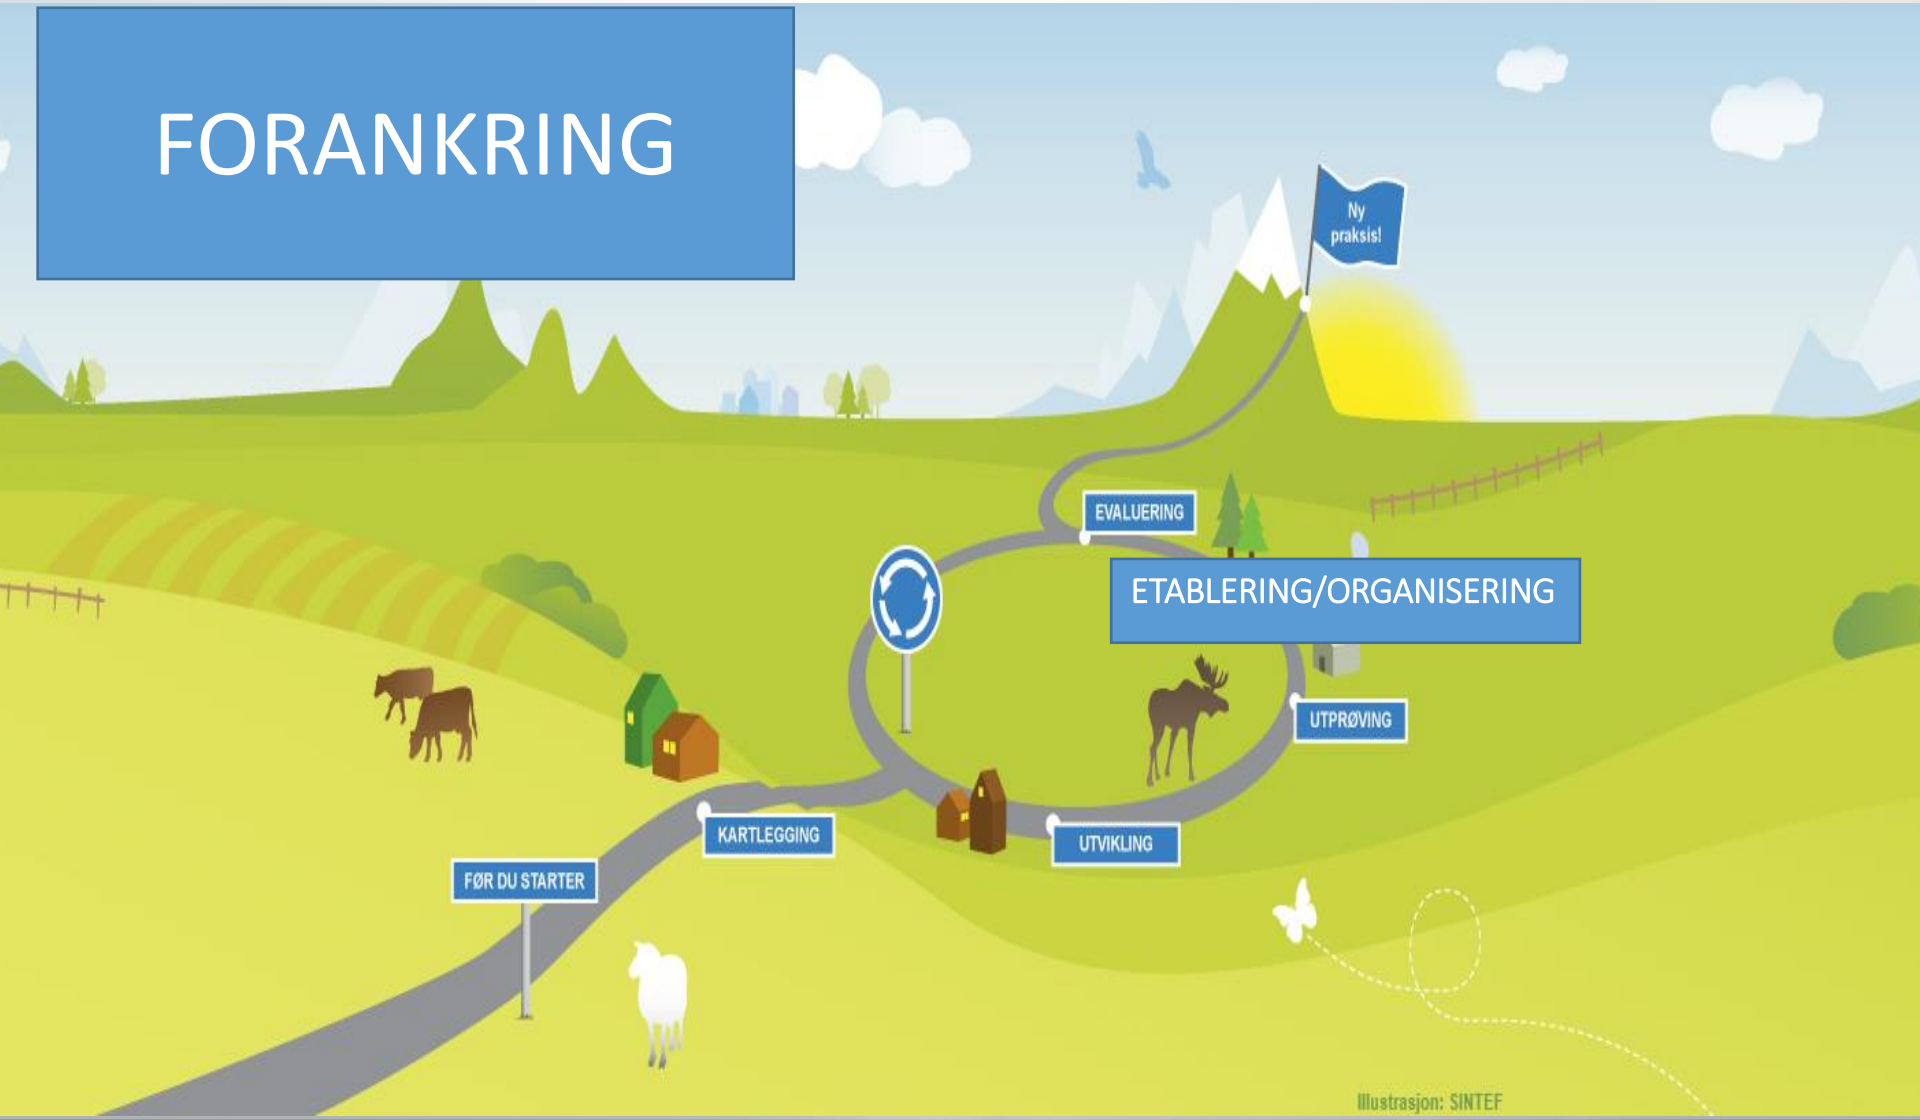 FORANKRING
Ny
praksis!
EVALUERING
ETABLERING/ORGANISERING
UTPRØVING
KARTLEGGING
UTVIKLING
FØR DU STARTER
Illustrasjon: SINTEF